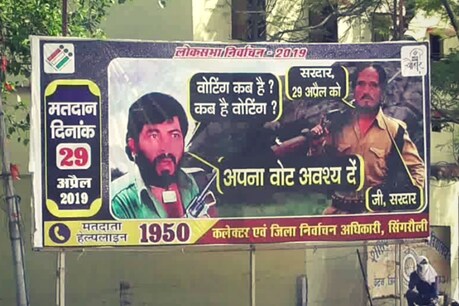 लोकसभा निर्वाचन - 2019
मतदान
दिनांक
29
अप्रैल
2019
वोटिंग कब है ?
कब है वोटिंग ?
सरदार,
29 अप्रैल को
अपना वोट अवश्य दें
जी, सरदार
मतदाता
हेल्पलाइन
1950
कलेक्टर एवं जिला निर्वाचन अधिकारी, सिंगरौली